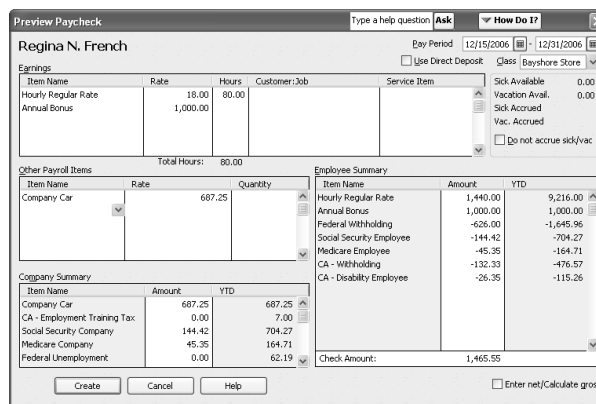 Preview Paycheck
Type a help question Ask How Do I?
Regina N. French
Pay Period 12/15/2006 - 12/31/2006
Use Direct Deposit Class Bayshore Store
Earnings
Item Name Rate Hours Customer:Job Service Item
Hourly Regular Rate 18.00 80.00
Annual Bonus 1,000.00
Total Hours: 80.00
Sick Available 0.00
Vacation Avail. 0.00
Sick Accrued
Vac. Accrued
Do not accrue sick/vac
Other Payroll Items
Item Name Rate Quantity
Company Car 687.25
Company Summary
Item Name Amount YTD
Company Car 687.25 687.25
CA - Employment Training Tax 0.00 7.00
Social Security Company 144.42 704.27
Medicare Company 45.35 164.71
Federal Unemployment 0.00 62.19
Employee Summary
Item Name Amount YTD
Hourly Regular Rate 1,440.00 9,216.00
Annual Bonus 1,000.00 1,000.00
Federal Withholding -626.00 -1,645.96
Social Security Employee -144.42 -704.27
Medicare Employee -45.35 -164.71
CA - Withholding -132.33 -476.57
CA - Disability Employee -26.35 -115.26
Check Amount: 1,465.55
Create Cancel Help
Enter net/Calculate gros